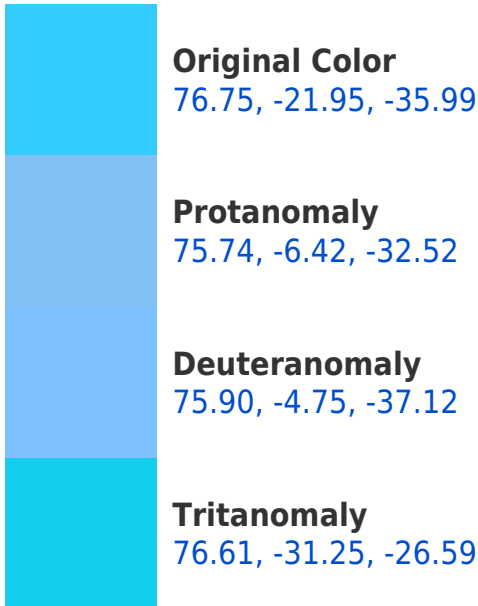 Original Color
76.75, -21.95, -35.99
Protanomaly
75.74, -6.42, -32.52
Deuteranomaly
75.90, -4.75, -37.12
Tritanomaly
76.61, -31.25, -26.59